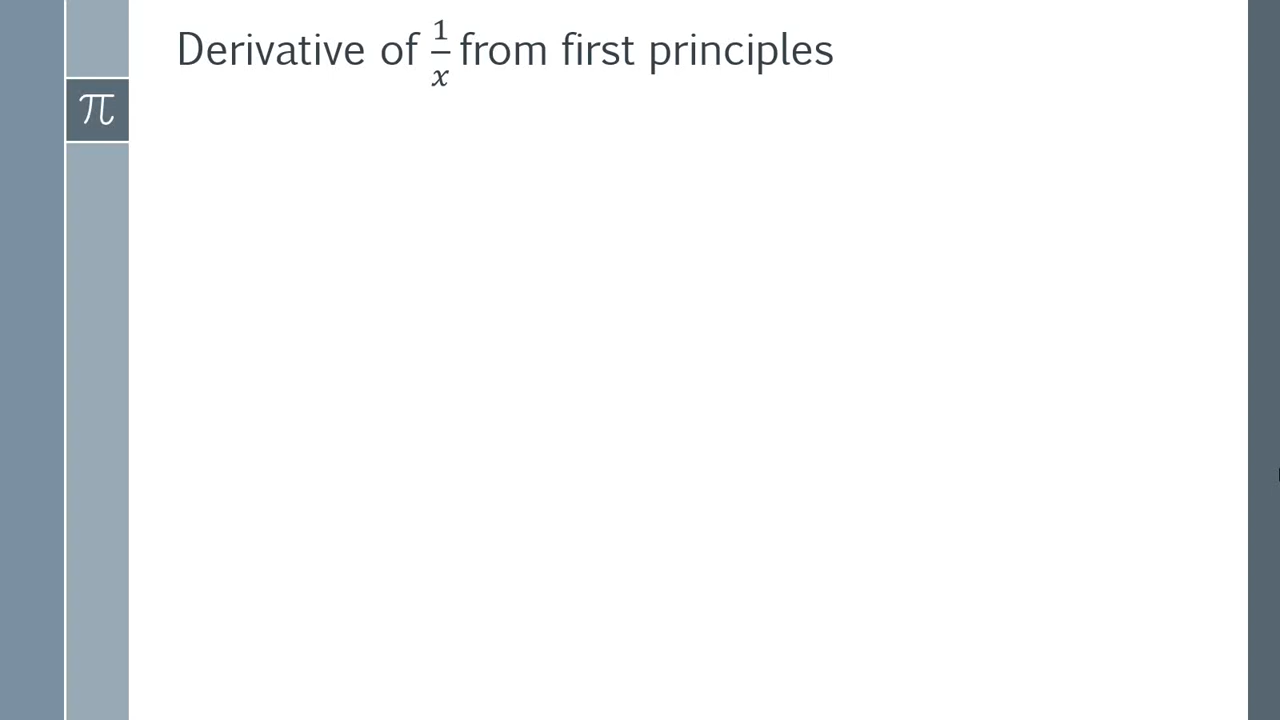 Derivative of 1/x from first principles
π